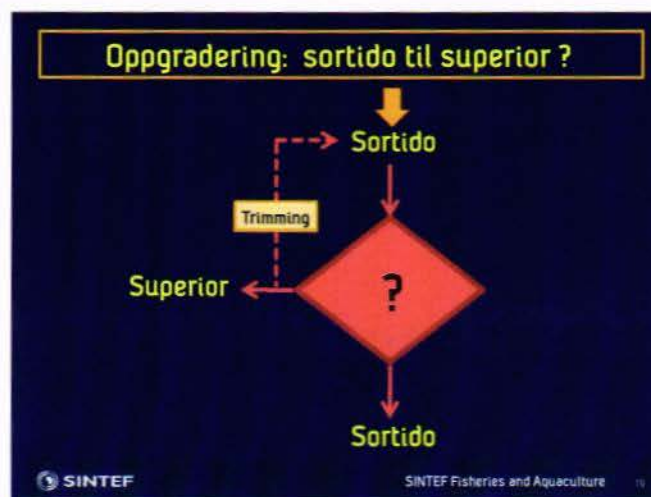 Oppgradering: sortido til superior ?
Sortido
Trimming
Superior
?
Sortido
SINTEF
SINTEF Fisheries and Aquaculture